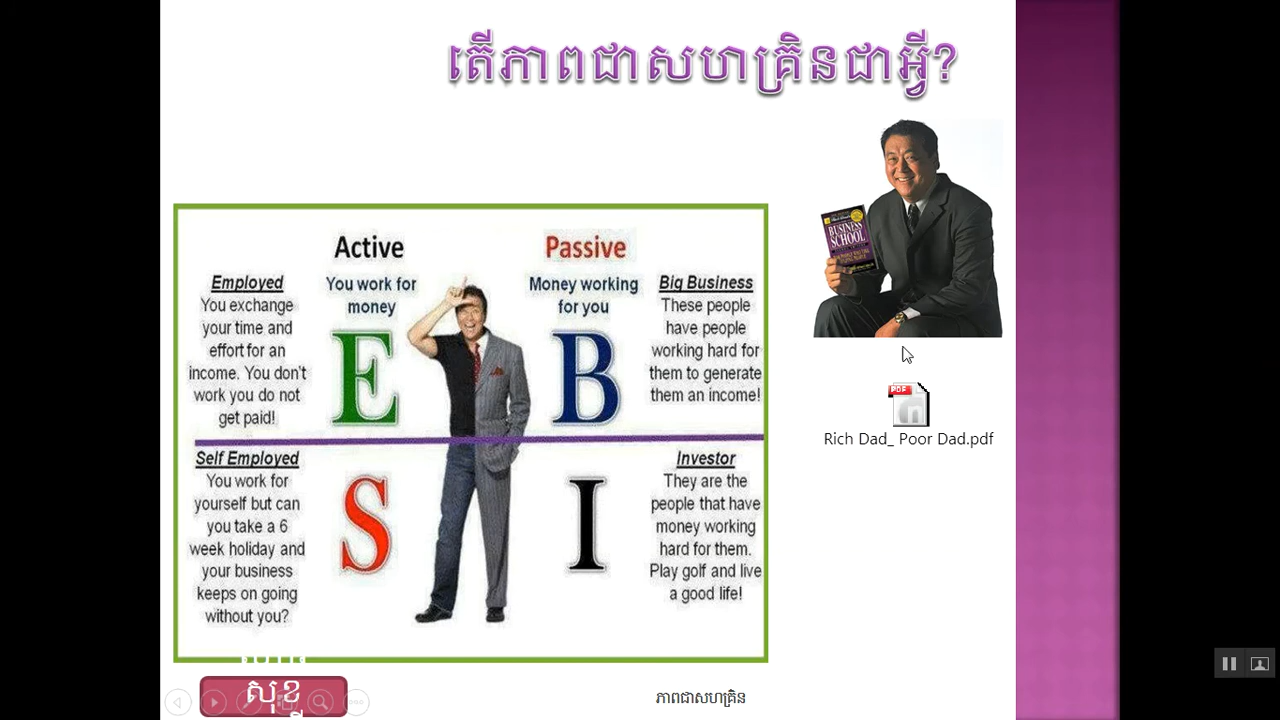 តើភាពជាសហគ្រិនជាអ្វី?
BUSINESS
SCHOOL
Active
Passive
Employed
You exchange
your time and
effort for an
income. You don't
work you do not
get paid!
You work for
money
Money working
for you
Big Business
These people
have people
working hard for
them to generate
them an income!
E
B
PDF
Rich Dad_ Poor Dad.pdf
Self Employed
You work for
yourself but can
you take a 6
week holiday and
your business
keeps on going
without you?
S
I
Investor
They are the
people that have
money working
hard for them.
Play golf and live
a good life!
សុខ
ភាពជាសហគ្រិន